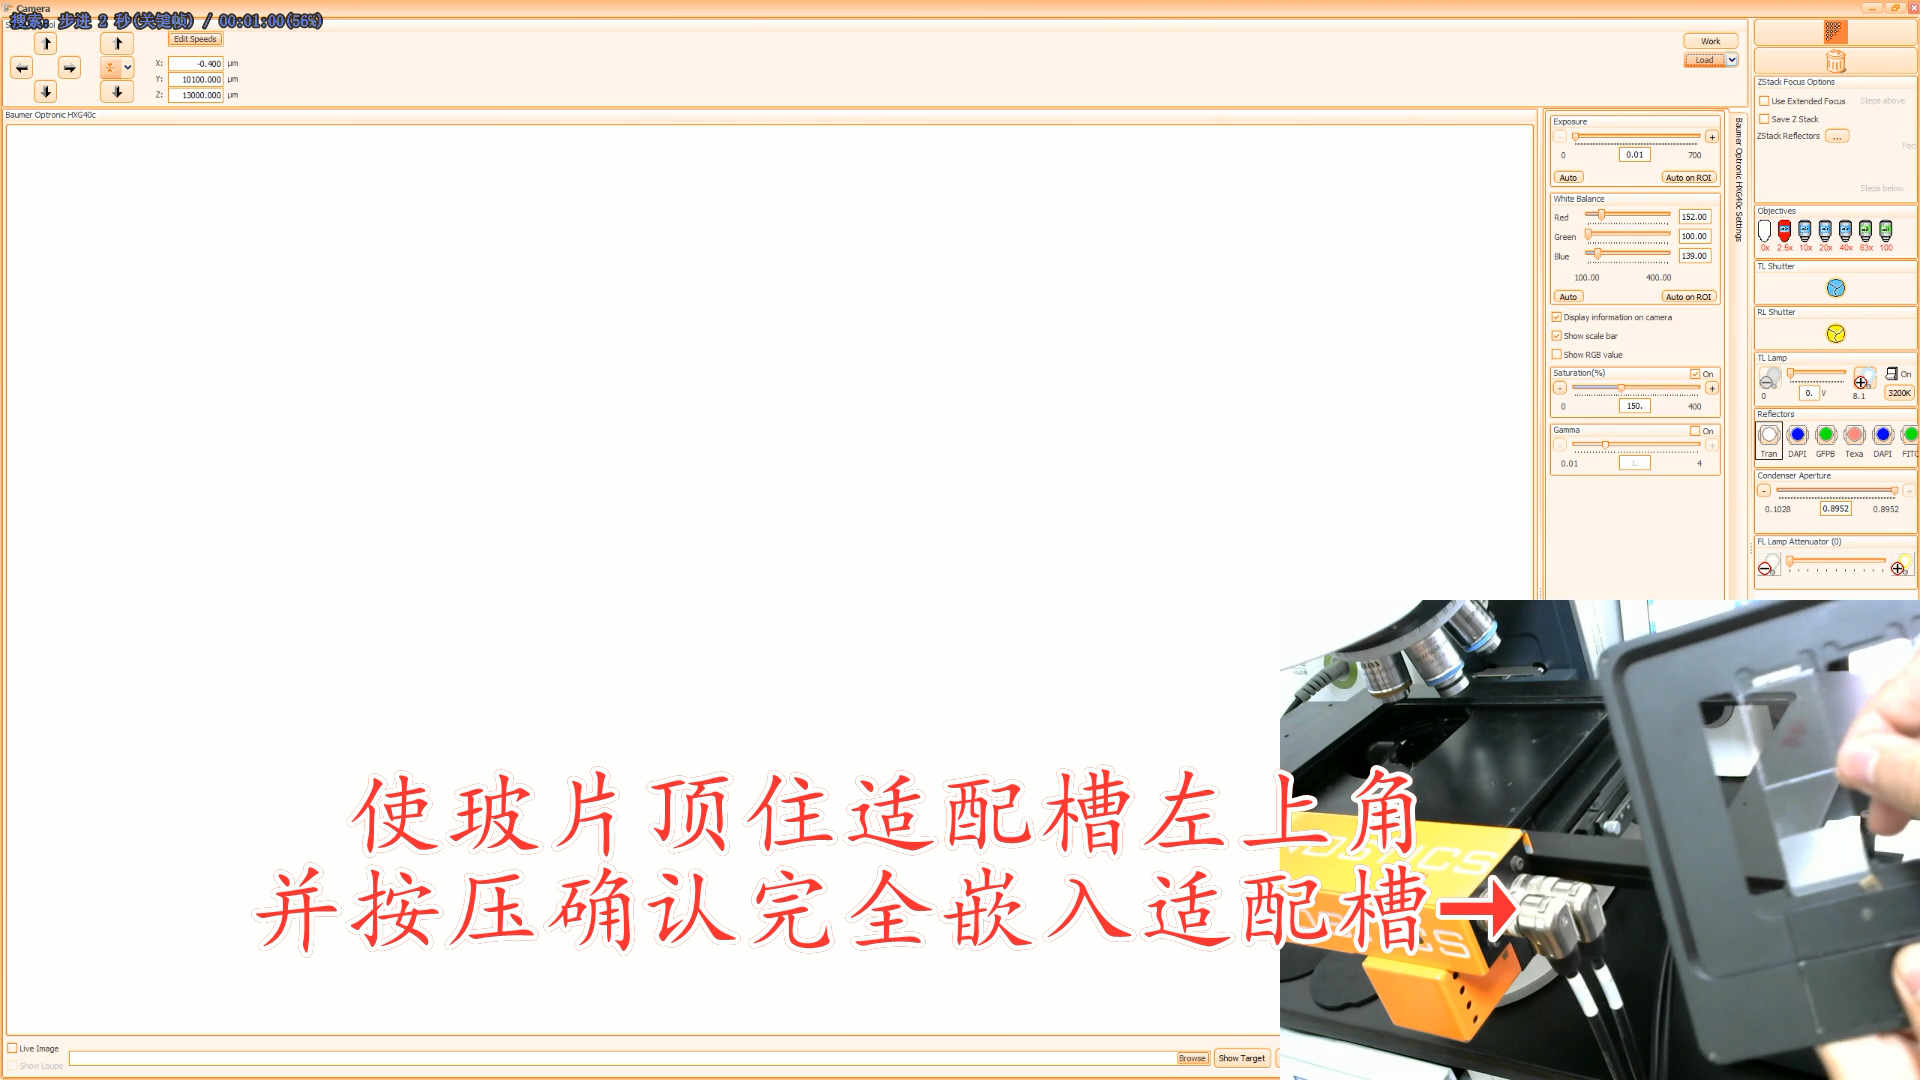 Camera
搜索: 步进 2 秒(关键帧) / 00:01:00(56%)
Edit Speeds
X: -0.400 µm
Y: 10100.000 µm
Z: 13000.000 µm
Work
Load
Baumer Optronic HXG40c
Exposure
0 0.01 700
Auto Auto on ROI
White Balance
Red 152.00
Green 100.00
Blue 139.00
100.00 400.00
Auto Auto on ROI
Display information on camera
Show scale bar
Show RGB value
Saturation(%) On
0 150. 400
Gamma On
0.01 1. 4
Baumer Optronic HXG40c Settings
ZStack Focus Options
Use Extended Focus Steps above
Save Z Stack
ZStack Reflectors ...
Foc
Steps below
Objectives
0x 2.5x 10x 20x 40x 63x 100
TL Shutter
RL Shutter
TL Lamp
On
0 0. V 8.1 3200K
Reflectors
Tran DAPI GFPB Texa DAPI FITC
Condenser Aperture
0.1028 0.8952 0.8952
FL Lamp Attenuator (0)
使玻片顶住适配槽左上角
并按压确认完全嵌入适配槽→
Live Image
Show Loupe
Browse Show Target